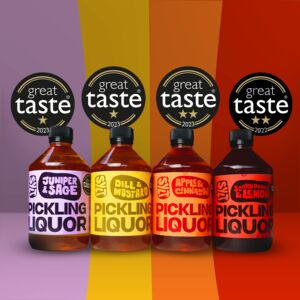 great
taste
★
2023
great
taste
★
2023
great
taste
★★
2023
great
taste
★★
2022
JUNIPER
& SAGE
PICKLING
LIQUOR
DILL &
MUSTARD
PICKLING
LIQUOR
APPLE &
CINNAMON
PICKLING
LIQUOR
& LEMON
PICKLING
LIQUOR